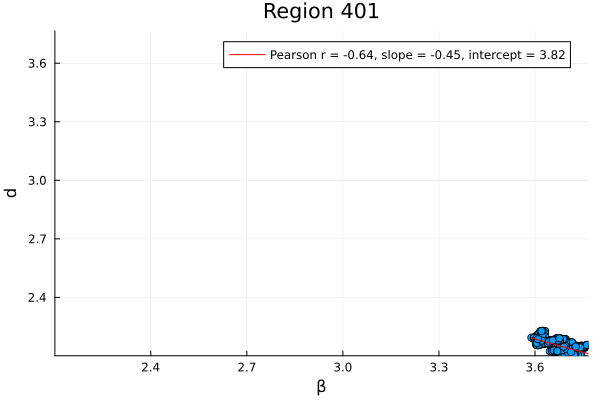 Region 401
Pearson r = -0.64, slope = -0.45, intercept = 3.82
3.6
3.3
3.0
2.7
2.4
d
2.4 2.7 3.0 3.3 3.6
β